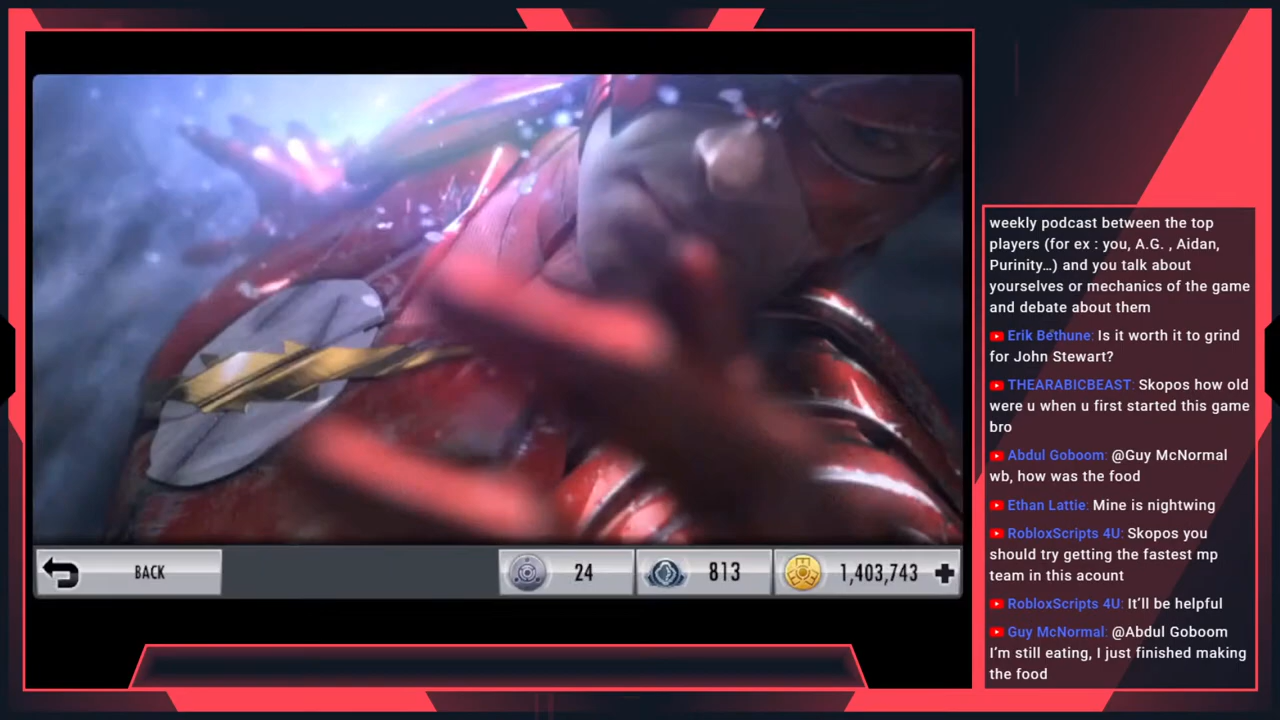 weekly podcast between the top
players (for ex : you, A.G. , Aidan,
Purinity...) and you talk about
yourselves or mechanics of the game
and debate about them
Erik Bethune: Is it worth it to grind
for John Stewart?
THEARABICBEAST: Skopos how old
were u when u first started this game
bro
Abdul Goboom: @Guy McNormal
wb, how was the food
Ethan Lattie: Mine is nightwing
RobloxScripts 4U: Skopos you
should try getting the fastest mp
team in this acount
RobloxScripts 4U: It'll be helpful
Guy McNormal: @Abdul Goboom
I'm still eating, I just finished making
the food
BACK
24
813
1,403,743